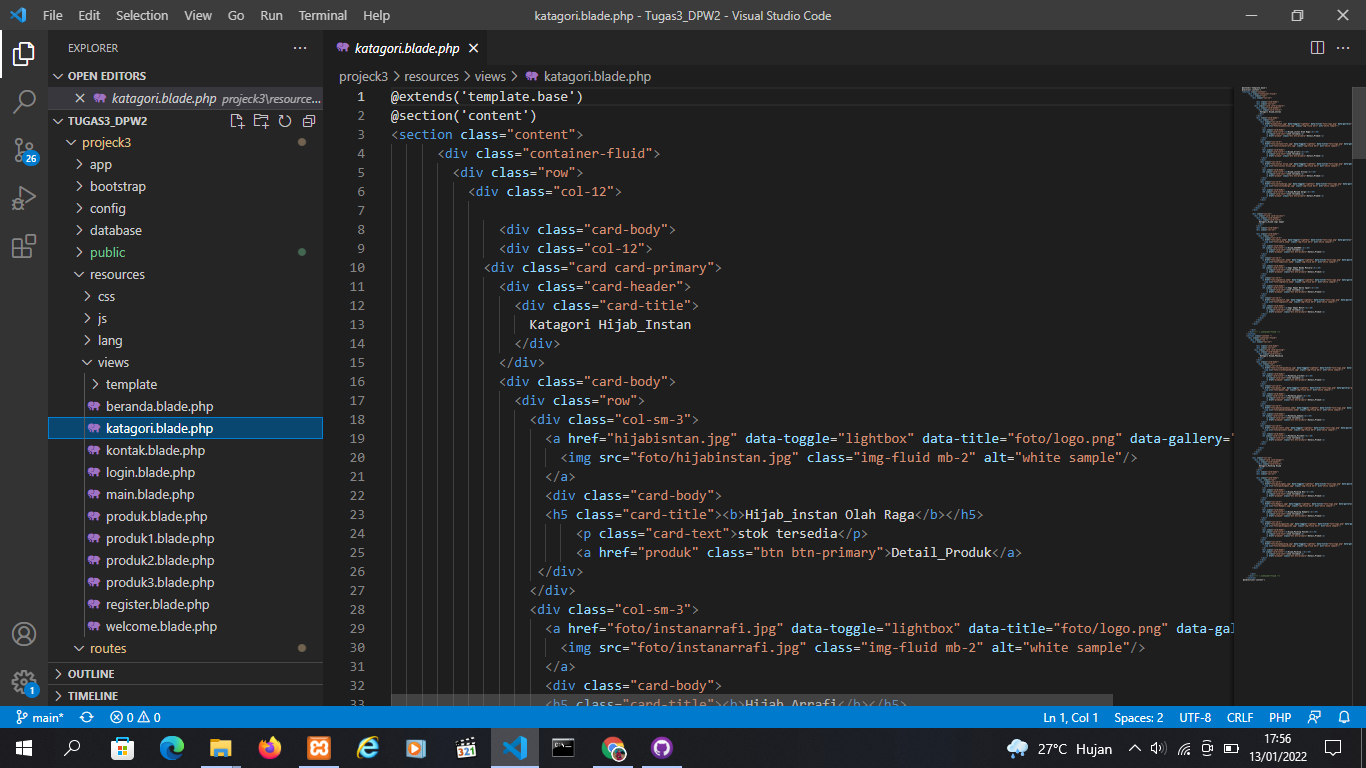 File Edit Selection View Go Run Terminal Help
katagori.blade.php - Tugas3_DPW2 - Visual Studio Code
EXPLORER
OPEN EDITORS
katagori.blade.php projeck3\resource...
TUGAS3_DPW2
projeck3
app
bootstrap
config
database
public
resources
css
js
lang
views
template
beranda.blade.php
katagori.blade.php
kontak.blade.php
login.blade.php
main.blade.php
produk.blade.php
produk1.blade.php
produk2.blade.php
produk3.blade.php
register.blade.php
welcome.blade.php
routes
OUTLINE
TIMELINE
26
1
katagori.blade.php
projeck3 > resources > views > katagori.blade.php
1 @extends('template.base')
2 @section('content')
3 <section class="content">
4 <div class="container-fluid">
5 <div class="row">
6 <div class="col-12">
7
8 <div class="card-body">
9 <div class="col-12">
10 <div class="card card-primary">
11 <div class="card-header">
12 <div class="card-title">
13 Katagori Hijab_Instan
14 </div>
15 </div>
16 <div class="card-body">
17 <div class="row">
18 <div class="col-sm-3">
19 <a href="hijabisntan.jpg" data-toggle="lightbox" data-title="foto/logo.png" data-gallery="
20 <img src="foto/hijabinstan.jpg" class="img-fluid mb-2" alt="white sample"/>
21 </a>
22 <div class="card-body">
23 <h5 class="card-title"><b>Hijab_instan Olah Raga</b></h5>
24 <p class="card-text">stok tersedia</p>
25 <a href="produk" class="btn btn-primary">Detail_Produk</a>
26 </div>
27 </div>
28 <div class="col-sm-3">
29 <a href="foto/instanarrafi.jpg" data-toggle="lightbox" data-title="foto/logo.png" data-gal
30 <img src="foto/instanarrafi.jpg" class="img-fluid mb-2" alt="white sample"/>
31 </a>
32 <div class="card-body">
33 <h5 class="card-title"><b>Hijab Arrafi</b></h5>
main* 0 0 Ln 1, Col 1 Spaces: 2 UTF-8 CRLF PHP
321
27°C Hujan
17:56
13/01/2022